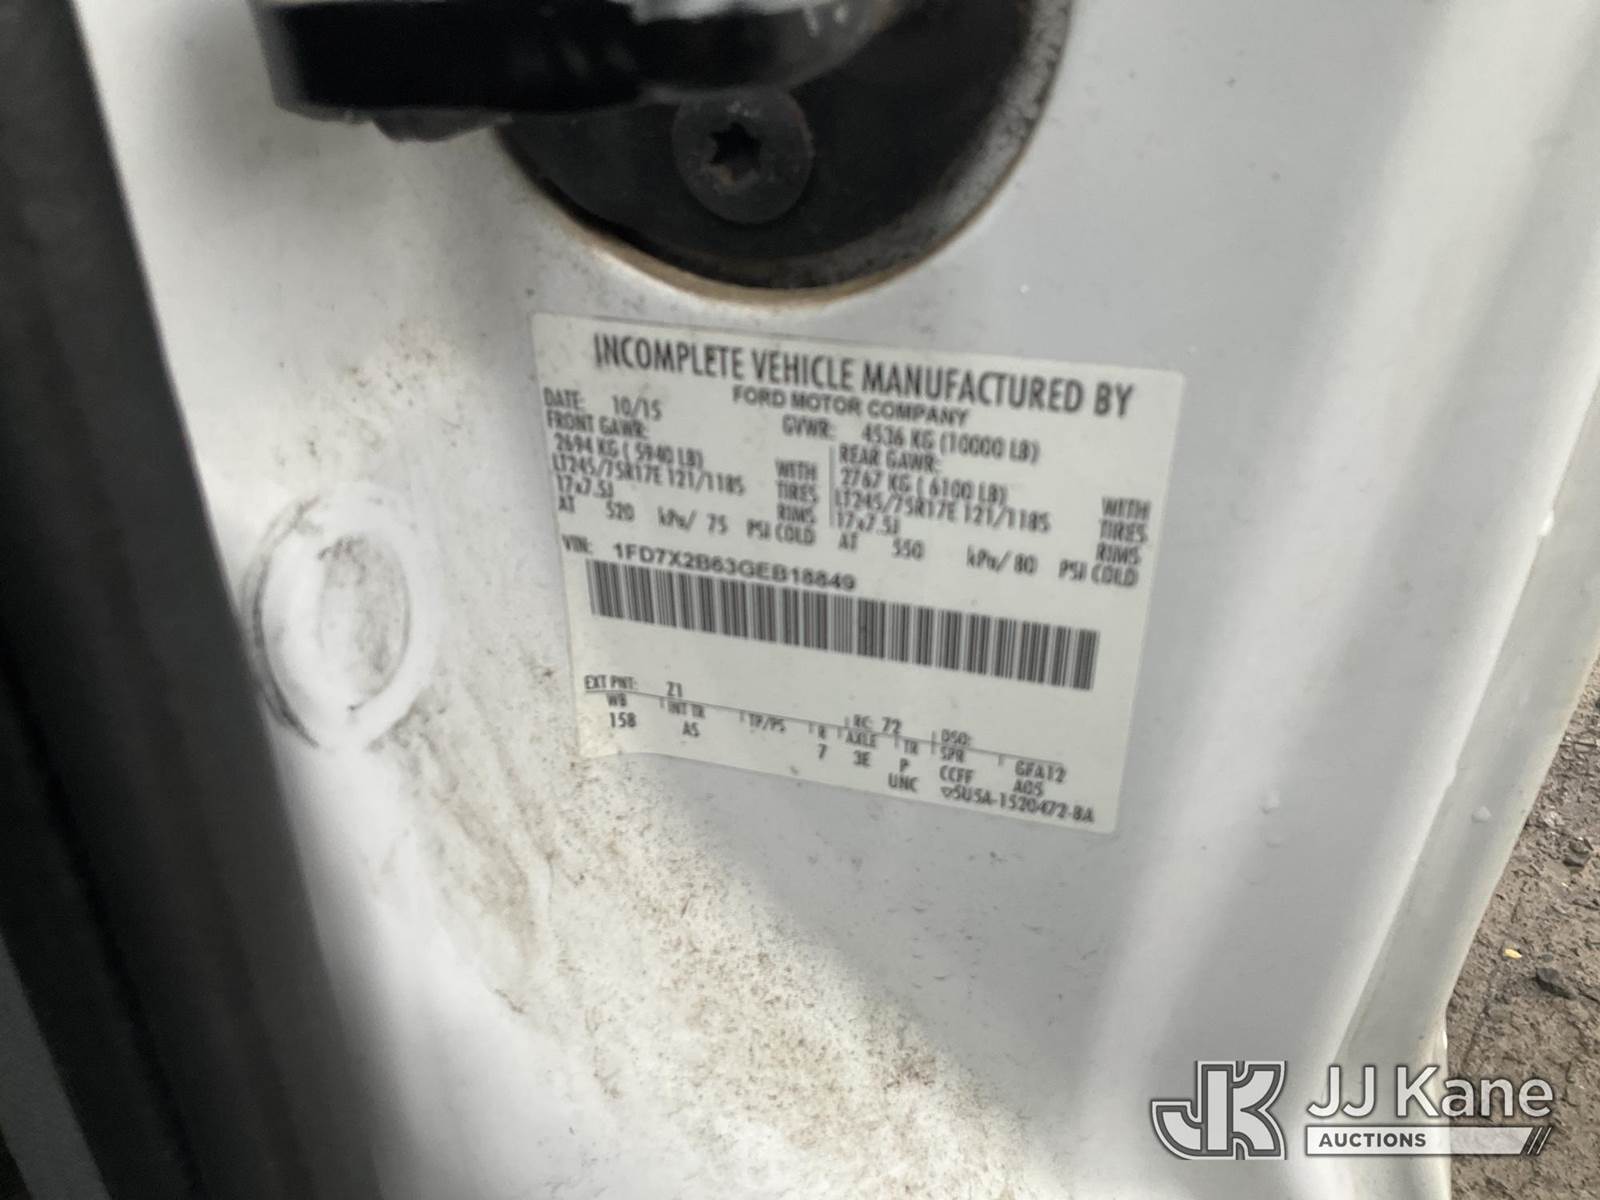 INCOMPLETE VEHICLE MANUFACTURED BY
FORD MOTOR COMPANY
DATE: 10/15 GVWR: 4536 KG (10000 LB)
FRONT GAWR: REAR GAWR:
2694 KG ( 5940 LB) WITH 2767 KG ( 6100 LB) WITH
LT245/75R17E 121/118S TIRES LT245/75R17E 121/118S TIRES
17x7.5J RIMS 17x7.5J RIMS
AT 520 kPa/ 75 PSI COLD AT 550 kPa/ 80 PSI COLD
VIN: 1FD7X2B63GEB18849
EXT PNT: Z1 RC: 72 DSO:
WB INT TR TP/PS R AXLE TR SPR GFA12
158 AS 7 3E P CCFF A05
UNC 5U5A-1520472-BA
JK JJ Kane
AUCTIONS